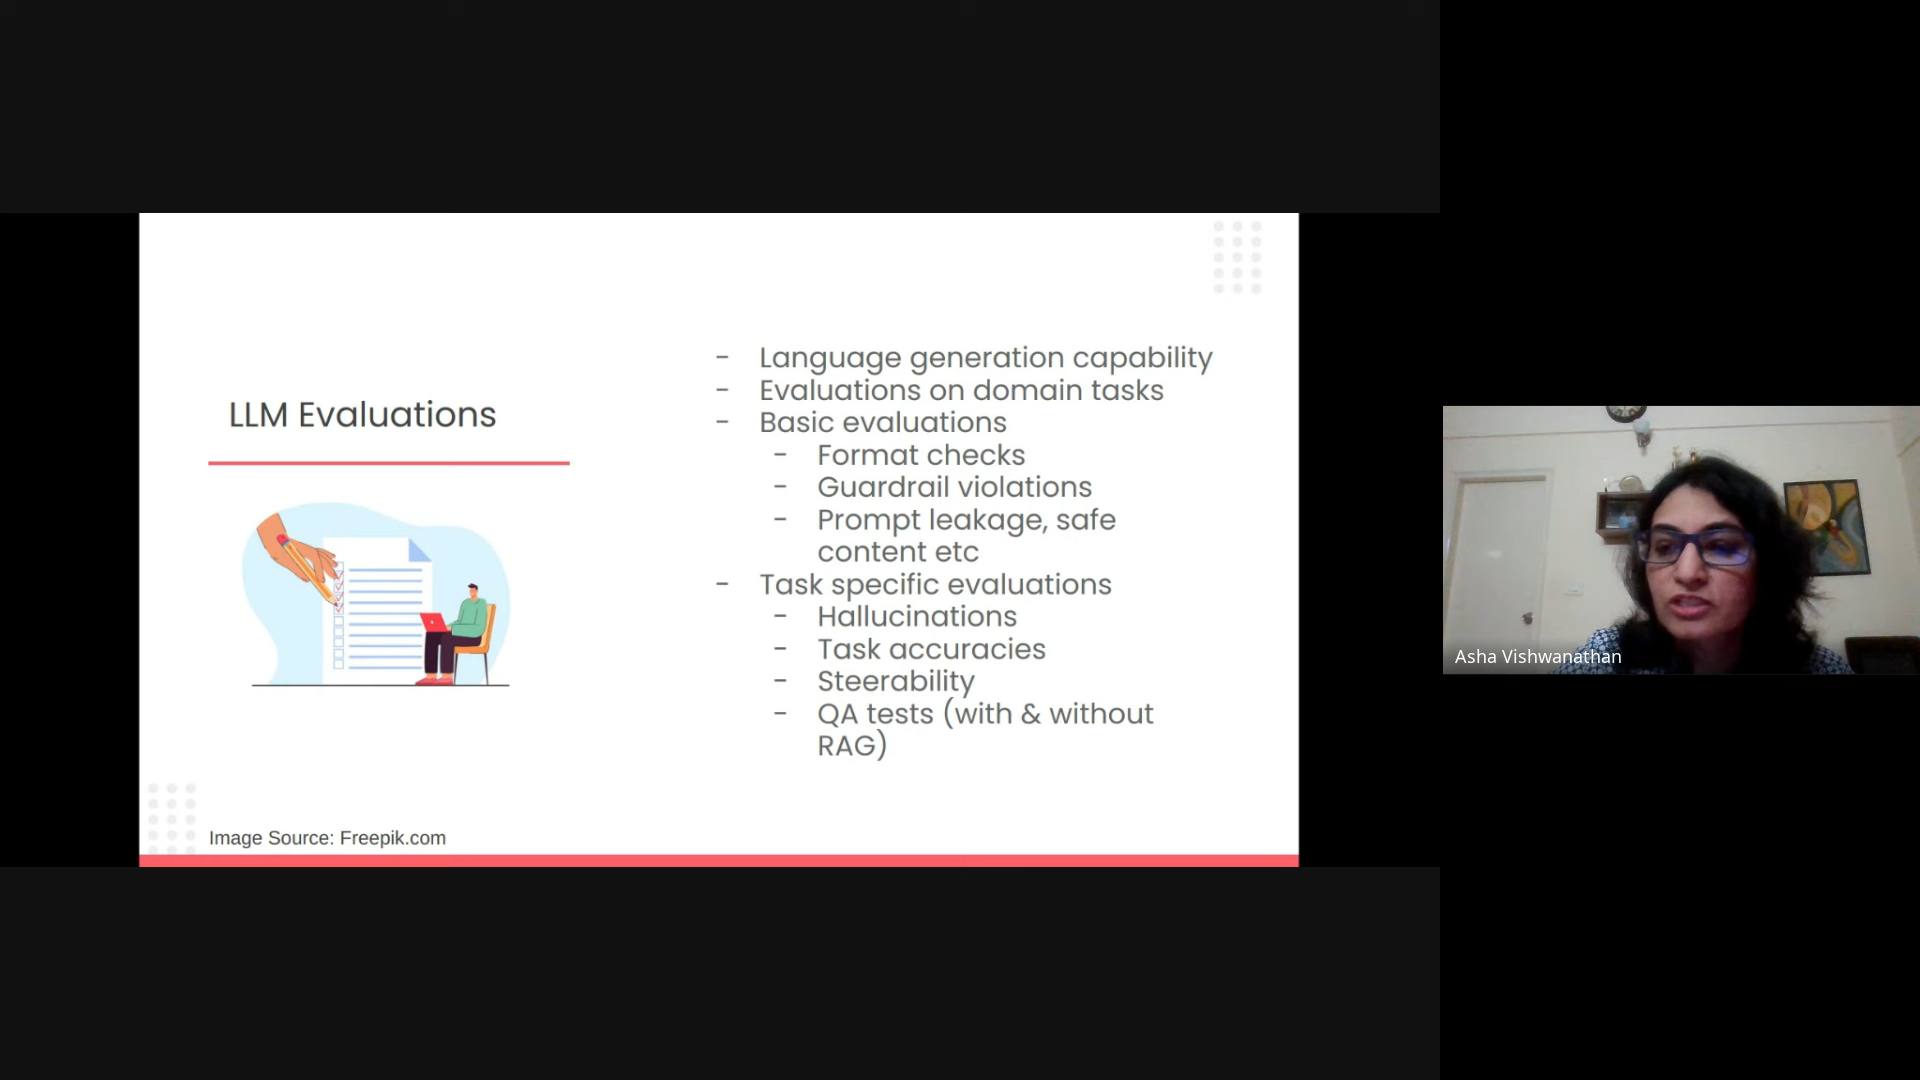 LLM Evaluations
- Language generation capability
- Evaluations on domain tasks
- Basic evaluations
- Format checks
- Guardrail violations
- Prompt leakage, safe
content etc
- Task specific evaluations
- Hallucinations
- Task accuracies
- Steerability
- QA tests (with & without
RAG)
Image Source: Freepik.com
Asha Vishwanathan